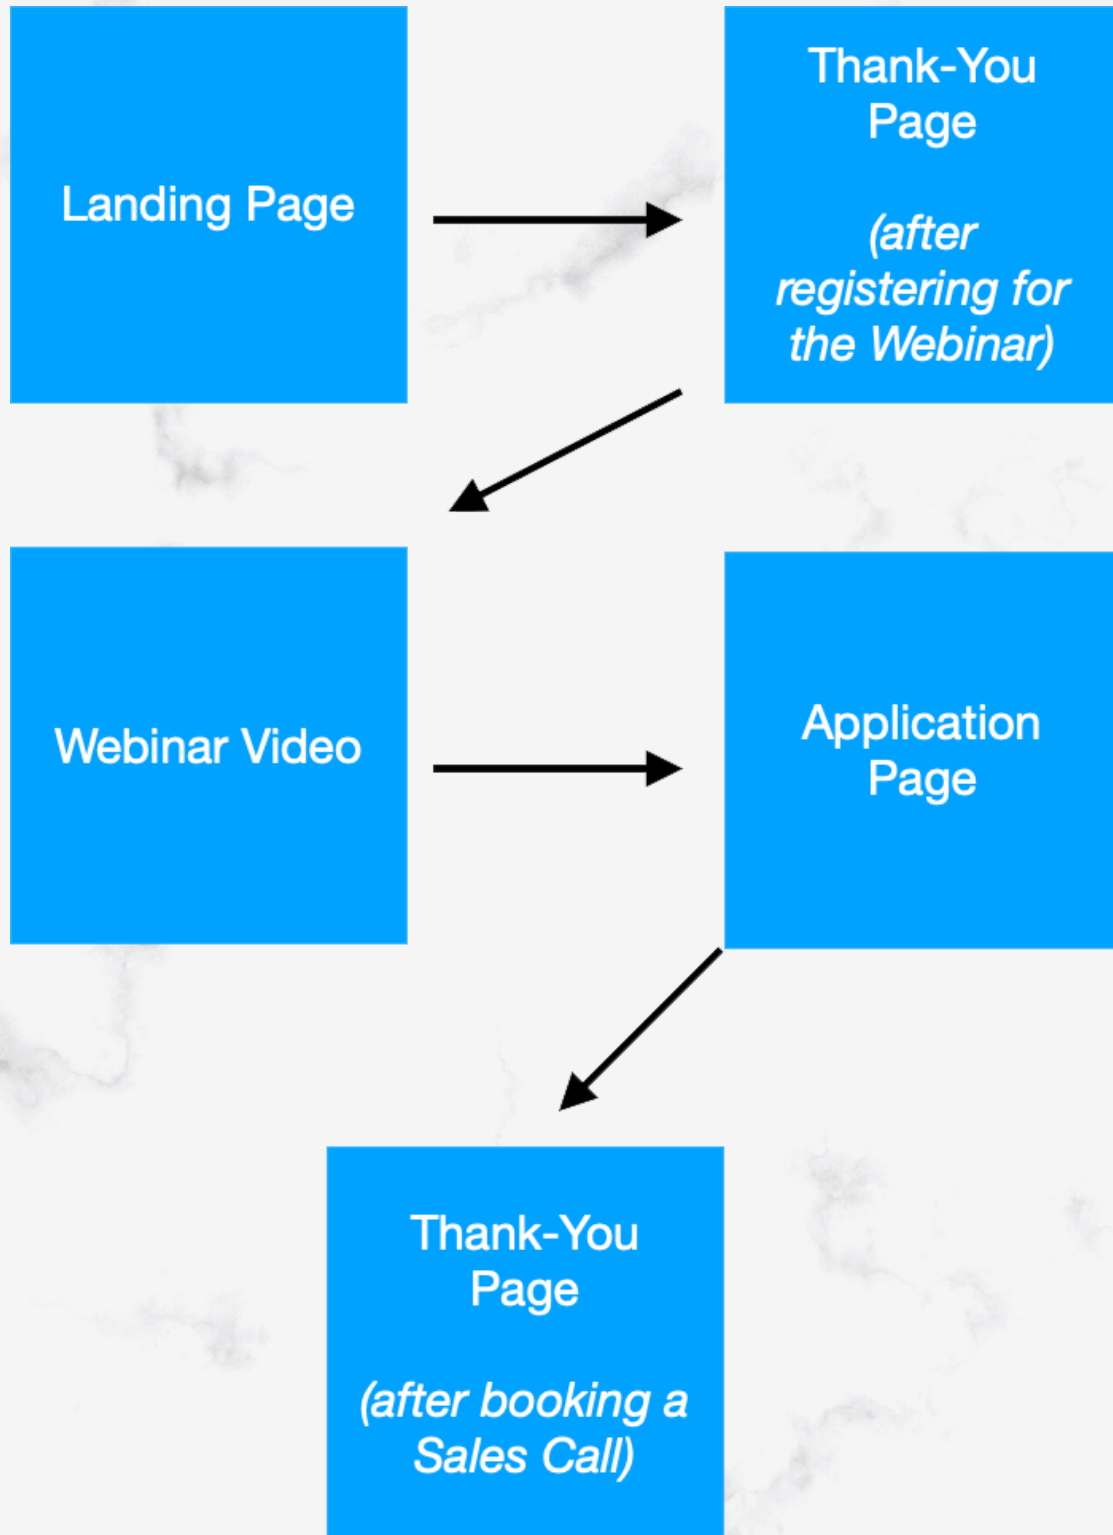 Landing Page
Thank-You
Page
(after
registering for
the Webinar)
Webinar Video
Application
Page
Thank-You
Page
(after booking a
Sales Call)